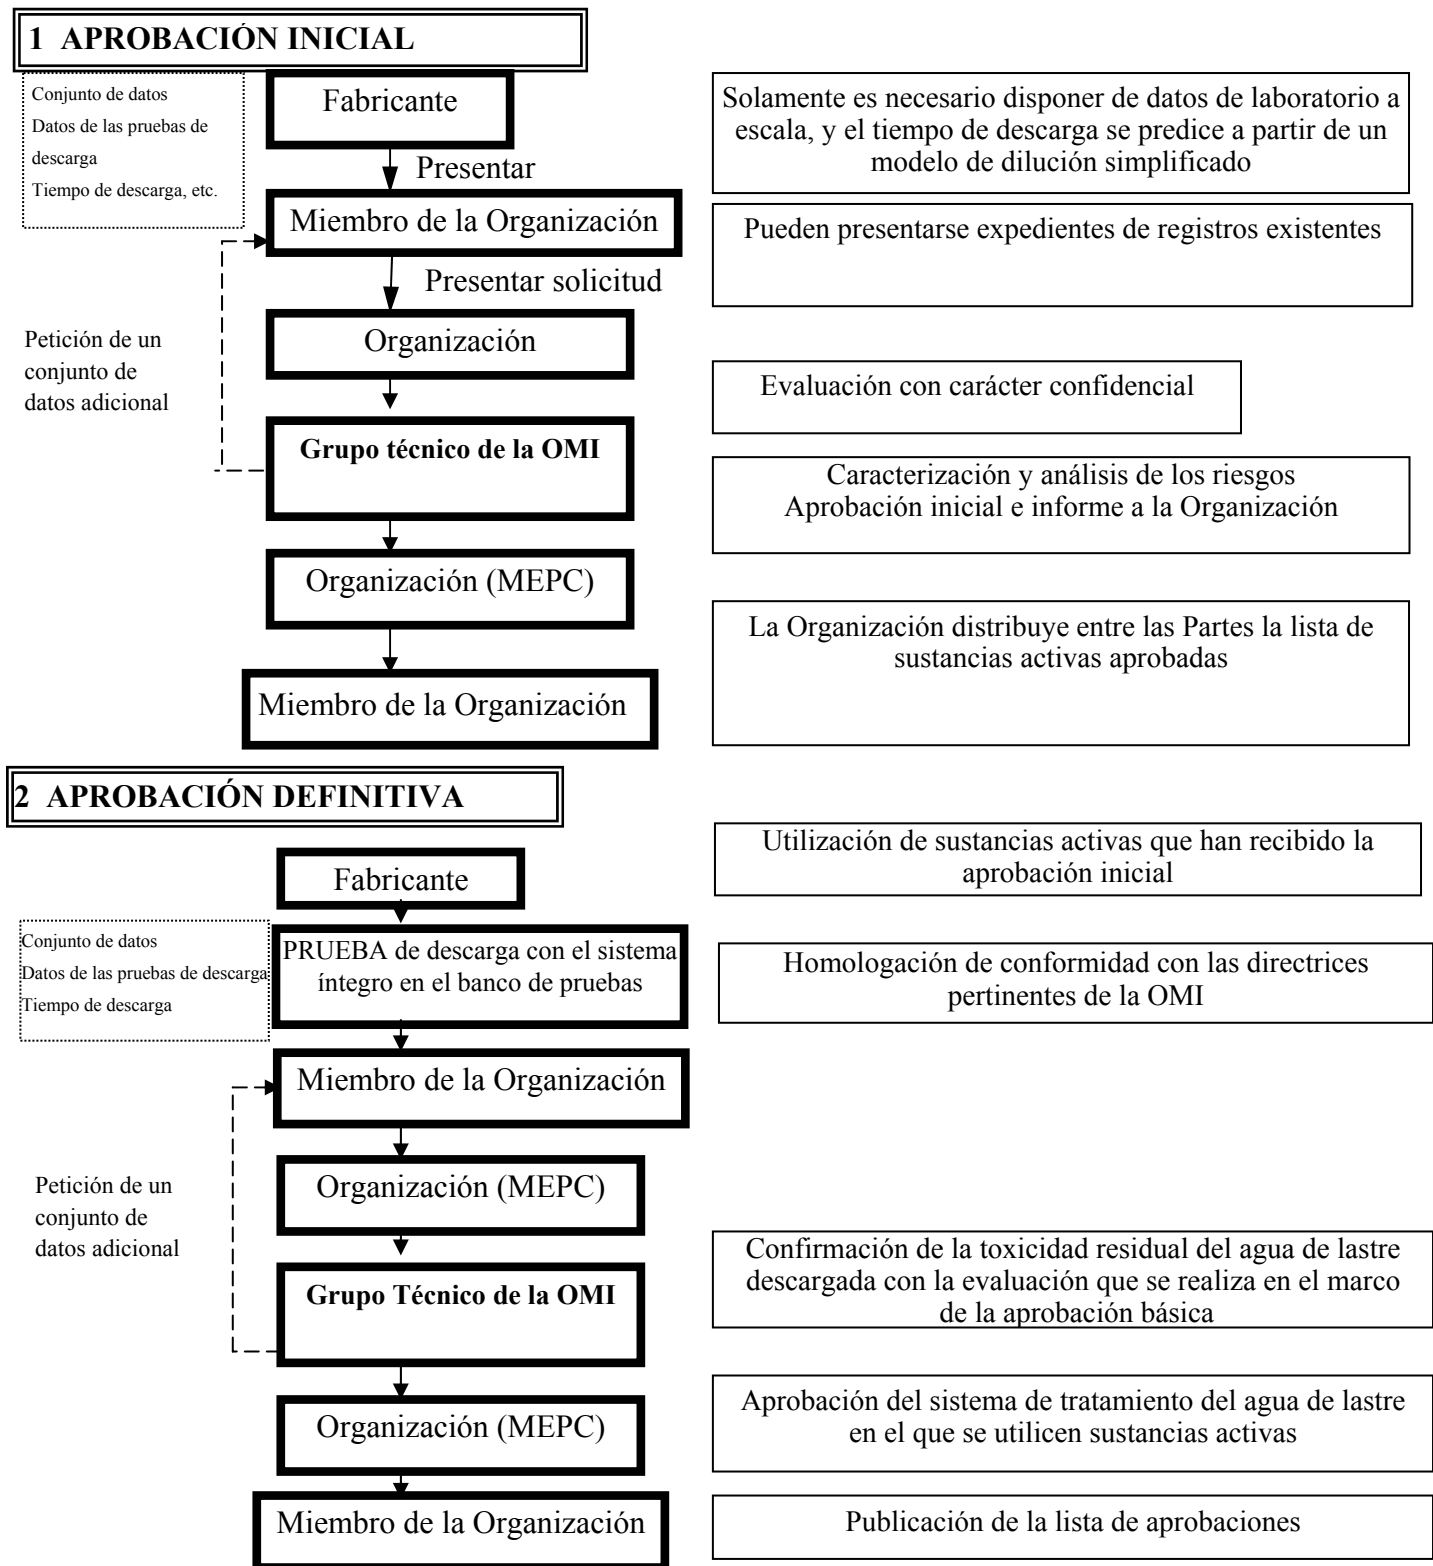 1 APROBACIÓN INICIAL
Conjunto de datos
Datos de las pruebas de
descarga
Tiempo de descarga, etc.
Fabricante
Presentar
Miembro de la Organización
Presentar solicitud
Organización
Petición de un
conjunto de
datos adicional
Grupo técnico de la OMI
Organización (MEPC)
Miembro de la Organización
Solamente es necesario disponer de datos de laboratorio a
escala, y el tiempo de descarga se predice a partir de un
modelo de dilución simplificado
Pueden presentarse expedientes de registros existentes
Evaluación con carácter confidencial
Caracterización y análisis de los riesgos
Aprobación inicial e informe a la Organización
La Organización distribuye entre las Partes la lista de
sustancias activas aprobadas
2 APROBACIÓN DEFINITIVA
Fabricante
Conjunto de datos
Datos de las pruebas de descarga
Tiempo de descarga
PRUEBA de descarga con el sistema
íntegro en el banco de pruebas
Miembro de la Organización
Organización (MEPC)
Petición de un
conjunto de
datos adicional
Grupo Técnico de la OMI
Organización (MEPC)
Miembro de la Organización
Utilización de sustancias activas que han recibido la
aprobación inicial
Homologación de conformidad con las directrices
pertinentes de la OMI
Confirmación de la toxicidad residual del agua de lastre
descargada con la evaluación que se realiza en el marco
de la aprobación básica
Aprobación del sistema de tratamiento del agua de lastre
en el que se utilicen sustancias activas
Publicación de la lista de aprobaciones